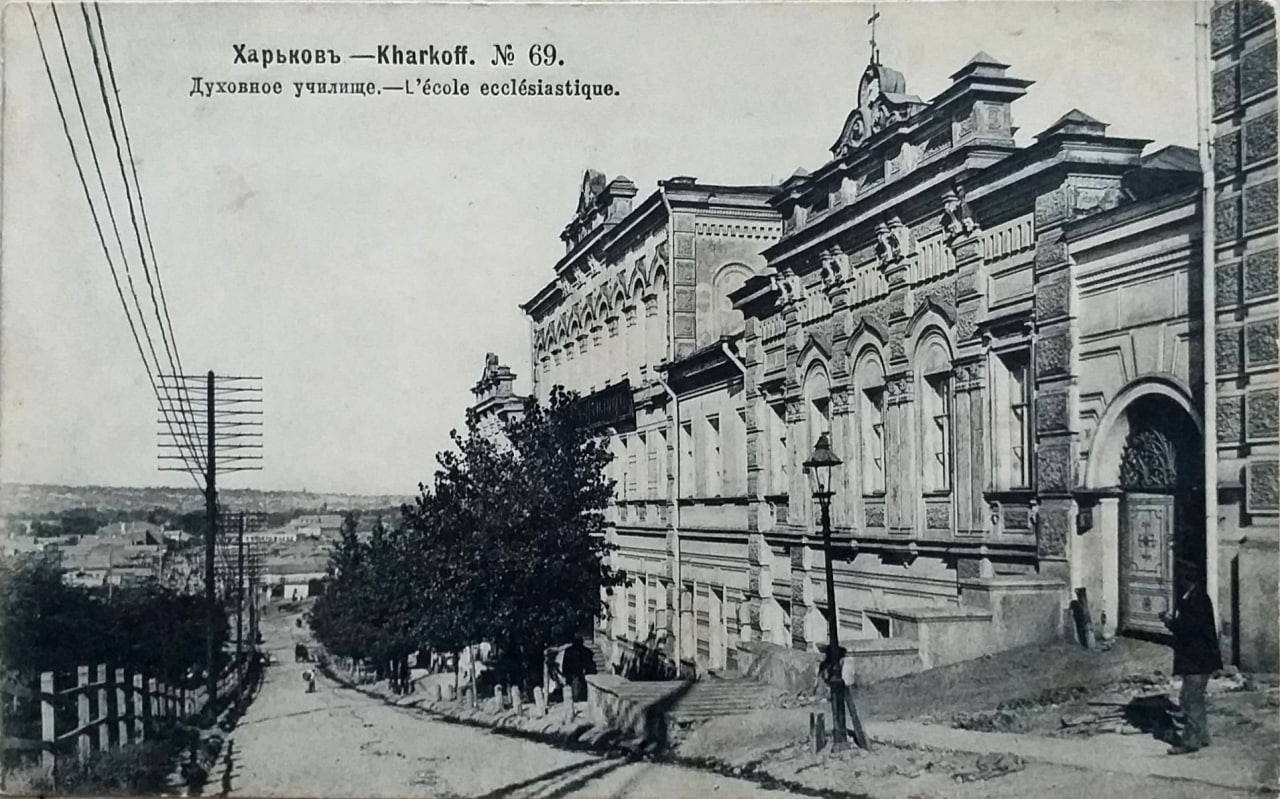 Харьковъ —Kharkoff. № 69.
Духовное училище.—L'école ecclésiastique.